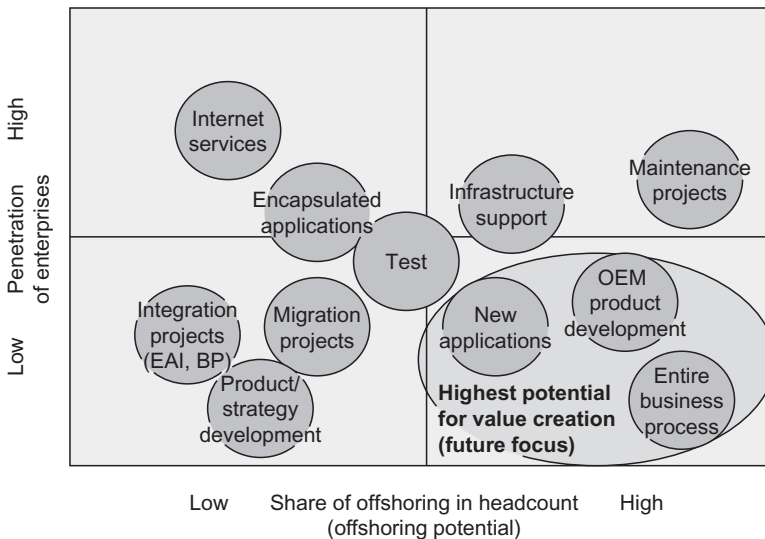 High
Penetration
of enterprises
Low
Internet
services
Encapsulated
applications
Infrastructure
support
Maintenance
projects
Test
Integration
projects
(EAI, BP)
Migration
projects
Product/
strategy
development
New
applications
OEM
product
development
Entire
business
process
Highest potential
for value creation
(future focus)
Low
Share of offshoring in headcount
(offshoring potential)
High